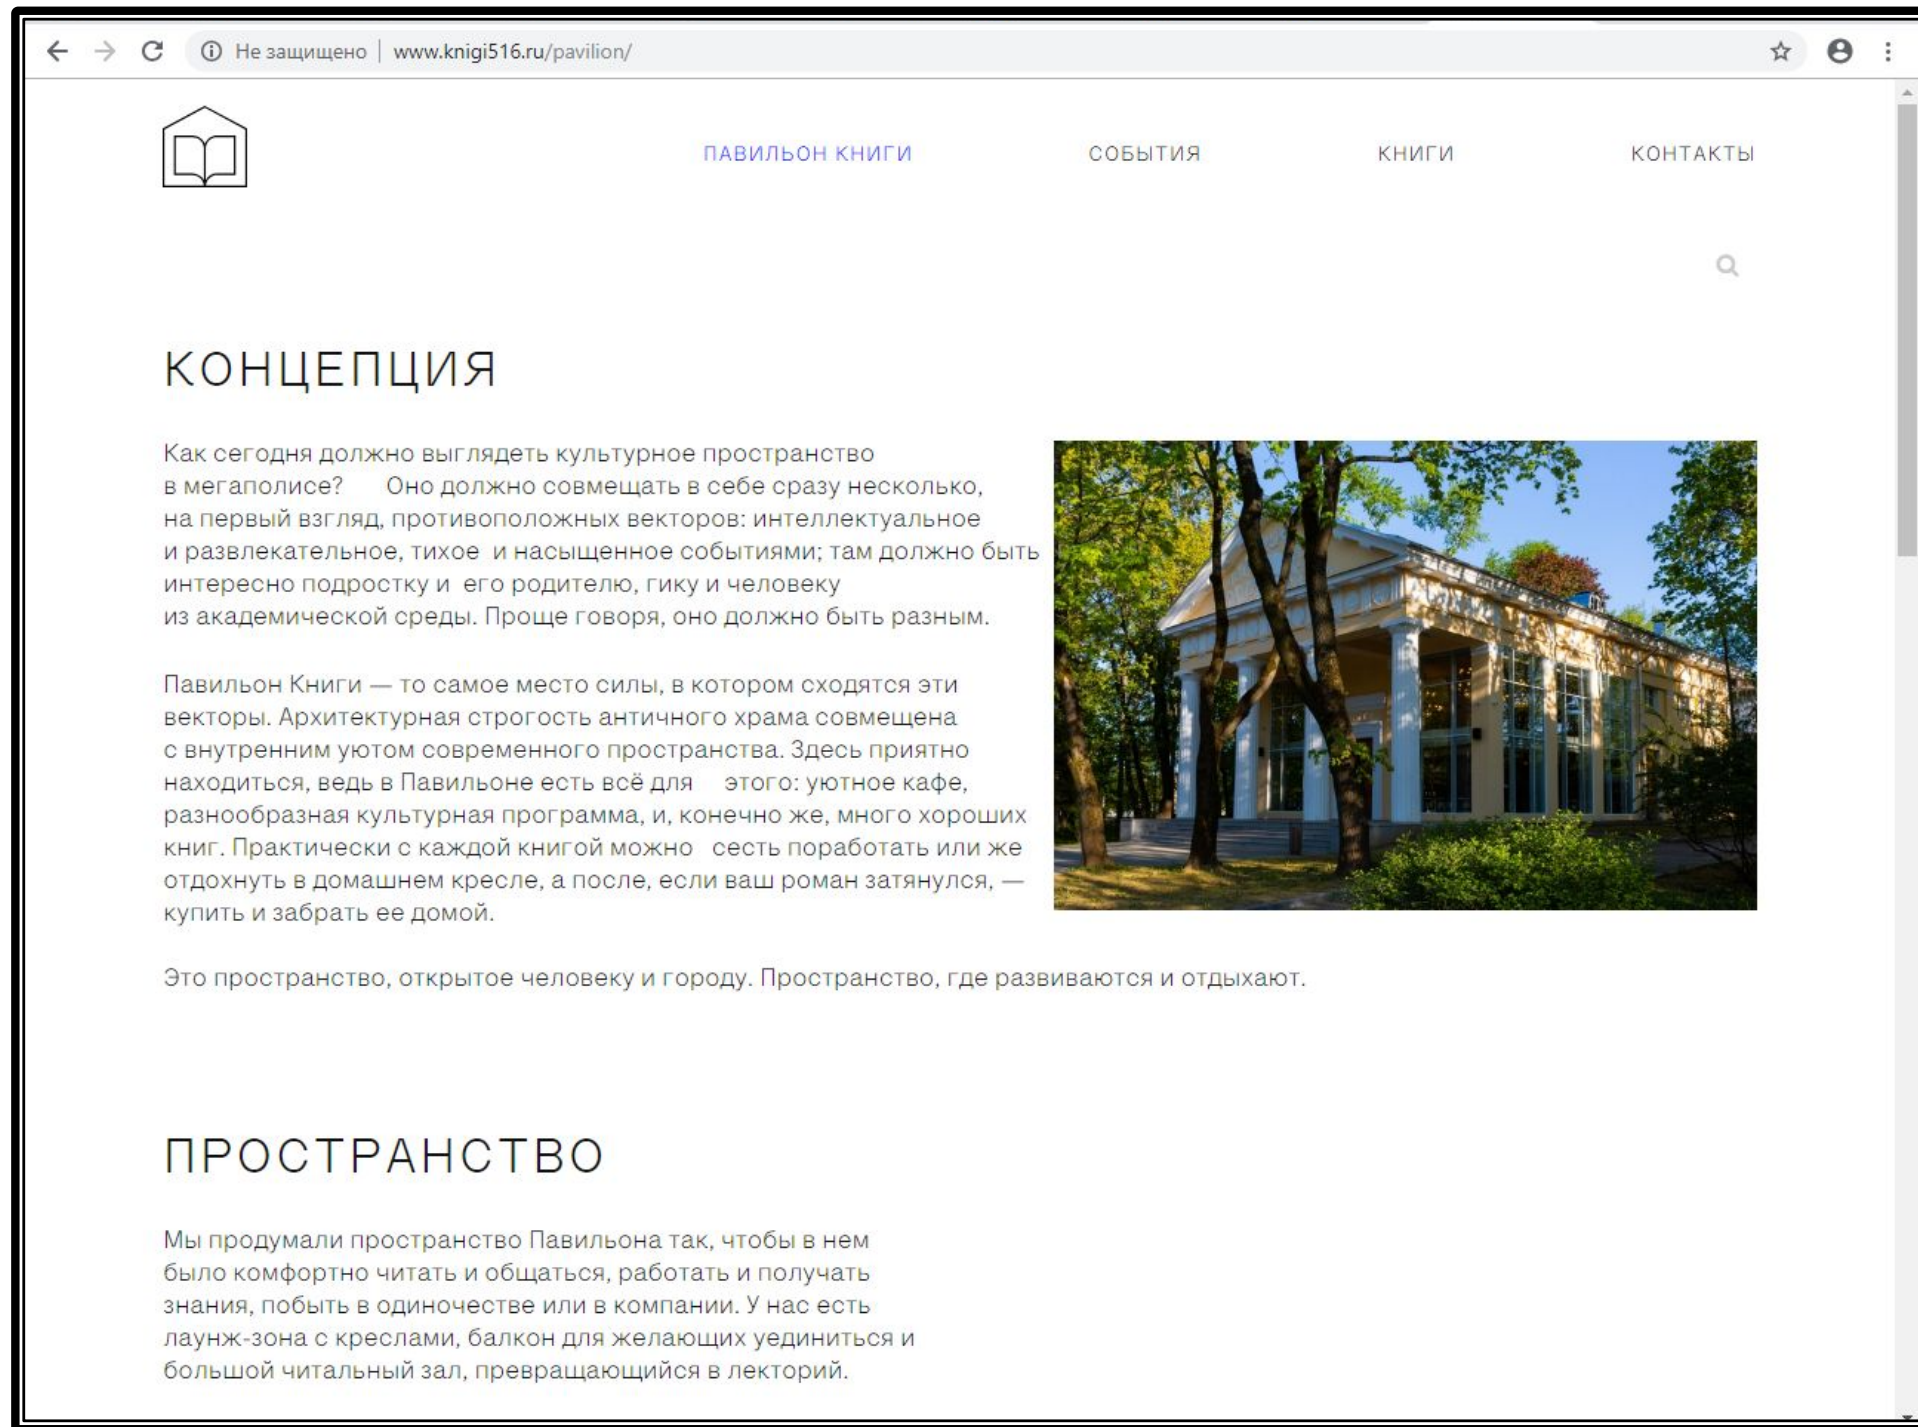 Не защищено | www.knigi516.ru/pavilion/
ПАВИЛЬОН КНИГИ СОБЫТИЯ КНИГИ КОНТАКТЫ
КОНЦЕПЦИЯ
Как сегодня должно выглядеть культурное пространство
в мегаполисе? Оно должно совмещать в себе сразу несколько,
на первый взгляд, противоположных векторов: интеллектуальное
и развлекательное, тихое и насыщенное событиями; там должно быть
интересно подростку и его родителю, гику и человеку
из академической среды. Проще говоря, оно должно быть разным.
Павильон Книги — то самое место силы, в котором сходятся эти
векторы. Архитектурная строгость античного храма совмещена
с внутренним уютом современного пространства. Здесь приятно
находиться, ведь в Павильоне есть всё для этого: уютное кафе,
разнообразная культурная программа, и, конечно же, много хороших
книг. Практически с каждой книгой можно сесть поработать или же
отдохнуть в домашнем кресле, а после, если ваш роман затянулся, —
купить и забрать ее домой.
Это пространство, открытое человеку и городу. Пространство, где развиваются и отдыхают.
ПРОСТРАНСТВО
Мы продумали пространство Павильона так, чтобы в нем
было комфортно читать и общаться, работать и получать
знания, побыть в одиночестве или в компании. У нас есть
лаунж-зона с креслами, балкон для желающих уединиться и
большой читальный зал, превращающийся в лекторий.